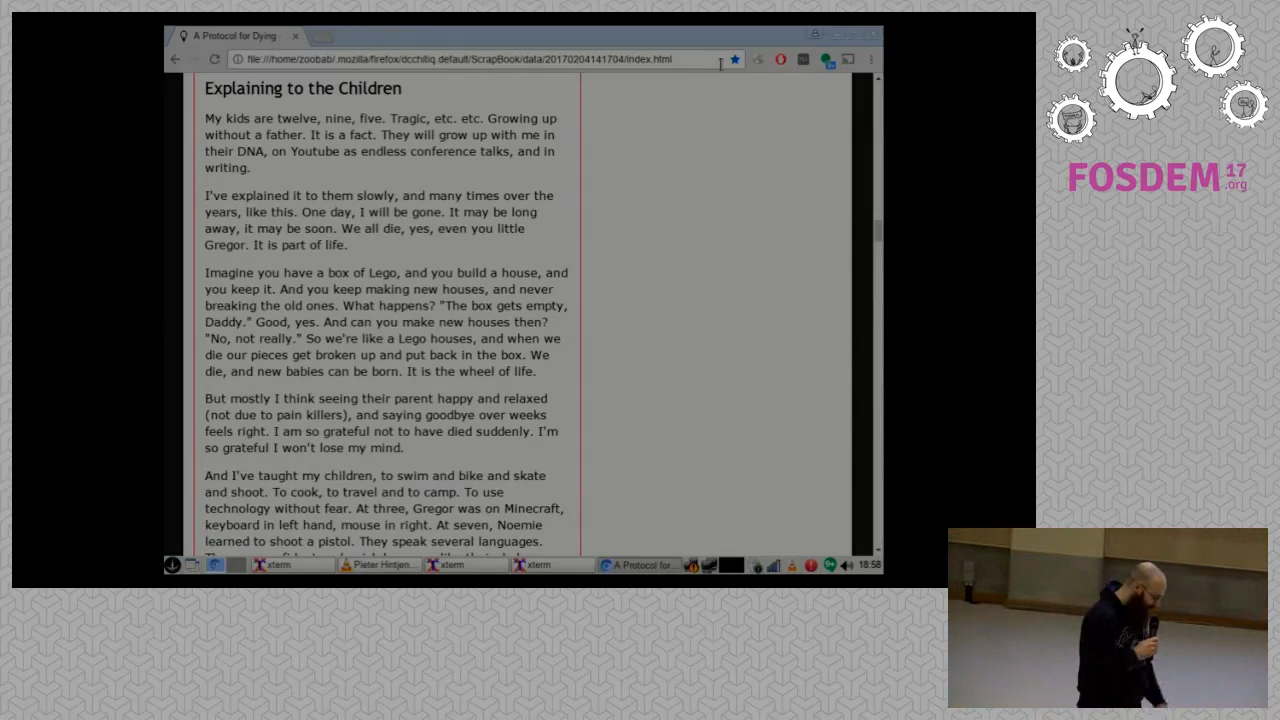 A Protocol for Dying
file:///home/zoobab/.mozilla/firefox/dcchltiq.default/ScrapBook/data/20170204141704/index.html
Explaining to the Children
My kids are twelve, nine, five. Tragic, etc. etc. Growing up
without a father. It is a fact. They will grow up with me in
their DNA, on Youtube as endless conference talks, and in
writing.
I've explained it to them slowly, and many times over the
years, like this. One day, I will be gone. It may be long
away, it may be soon. We all die, yes, even you little
Gregor. It is part of life.
Imagine you have a box of Lego, and you build a house, and
you keep it. And you keep making new houses, and never
breaking the old ones. What happens? "The box gets empty,
Daddy." Good, yes. And can you make new houses then?
"No, not really." So we're like a Lego houses, and when we
die our pieces get broken up and put back in the box. We
die, and new babies can be born. It is the wheel of life.
But mostly I think seeing their parent happy and relaxed
(not due to pain killers), and saying goodbye over weeks
feels right. I am so grateful not to have died suddenly. I'm
so grateful I won't lose my mind.
And I've taught my children, to swim and bike and skate
and shoot. To cook, to travel and to camp. To use
technology without fear. At three, Gregor was on Minecraft,
keyboard in left hand, mouse in right. At seven, Noemie
learned to shoot a pistol. They speak several languages.
xterm Pieter Hintjen... xterm xterm A Protocol for... 18:58
FOSDEM 17
.org